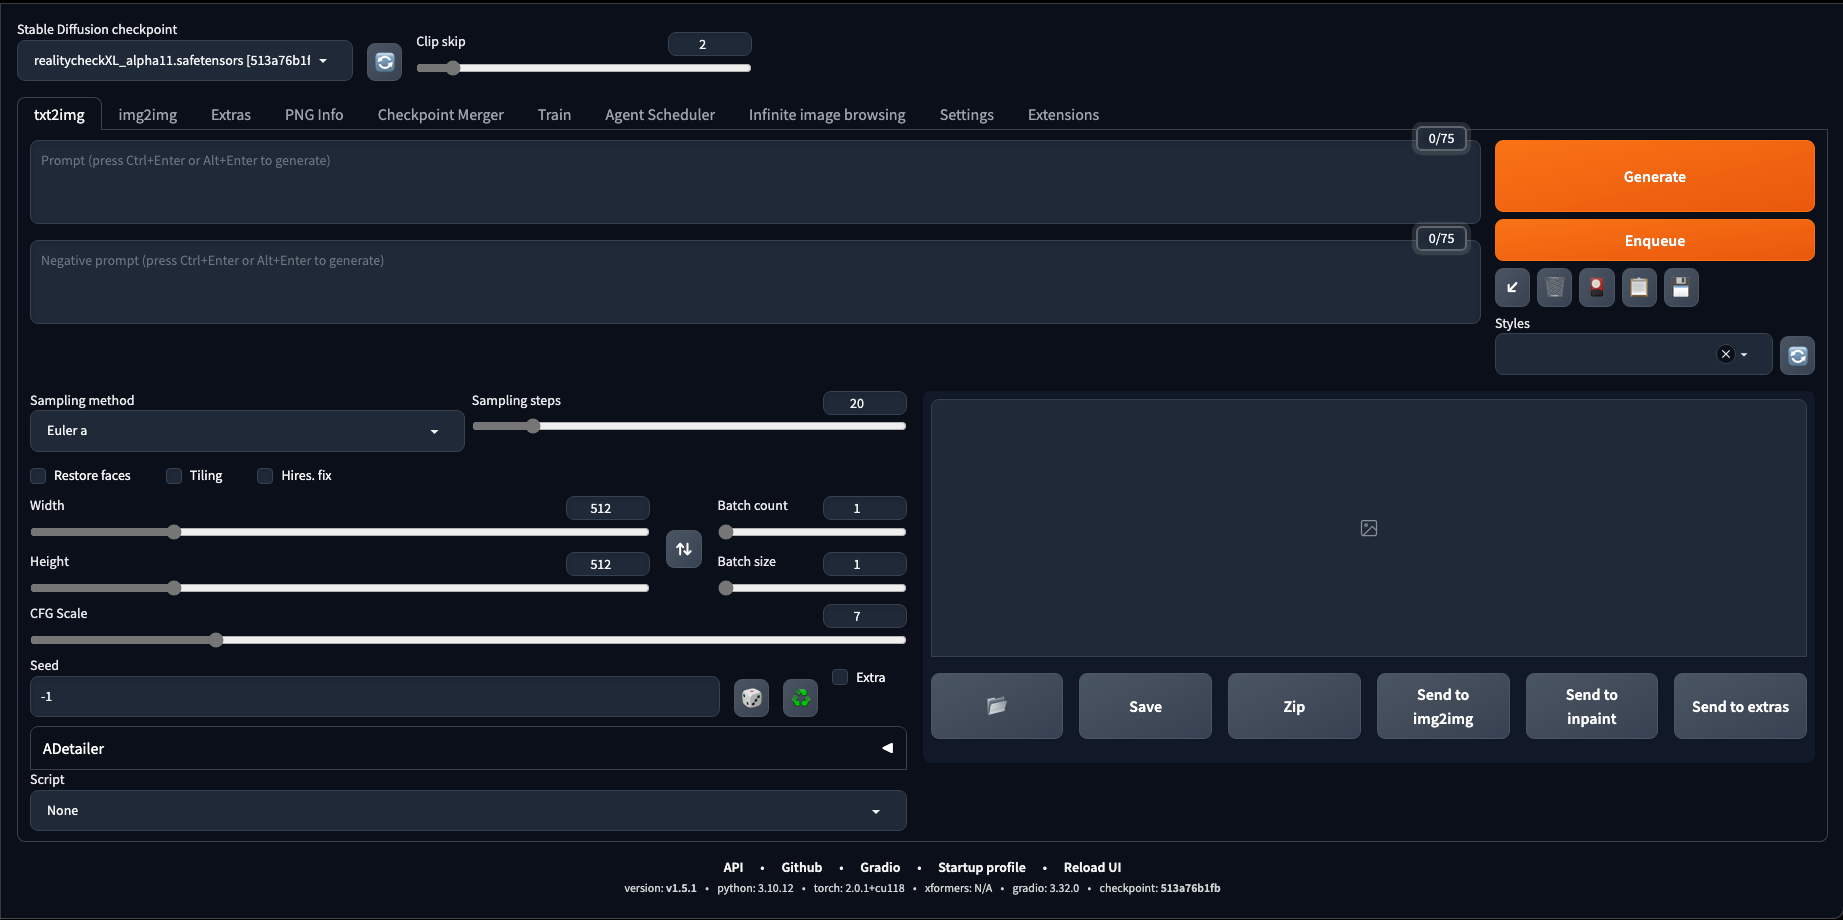 Stable Diffusion checkpoint
realitycheckXL_alpha11.safetensors [513a76b1f
Clip skip
2
txt2img img2img Extras PNG Info Checkpoint Merger Train Agent Scheduler Infinite image browsing Settings Extensions
0/75
Prompt (press Ctrl+Enter or Alt+Enter to generate)
Generate
0/75
Negative prompt (press Ctrl+Enter or Alt+Enter to generate)
Enqueue
Styles
Sampling method
Euler a
Sampling steps
20
Restore faces Tiling Hires. fix
Width
512
Batch count
1
Height
512
Batch size
1
CFG Scale
7
Seed
-1
Extra
ADetailer
Script
None
Save
Zip
Send to
img2img
Send to
inpaint
Send to extras
API • Github • Gradio • Startup profile • Reload UI
version: v1.5.1 • python: 3.10.12 • torch: 2.0.1+cu118 • xformers: N/A • gradio: 3.32.0 • checkpoint: 513a76b1fb